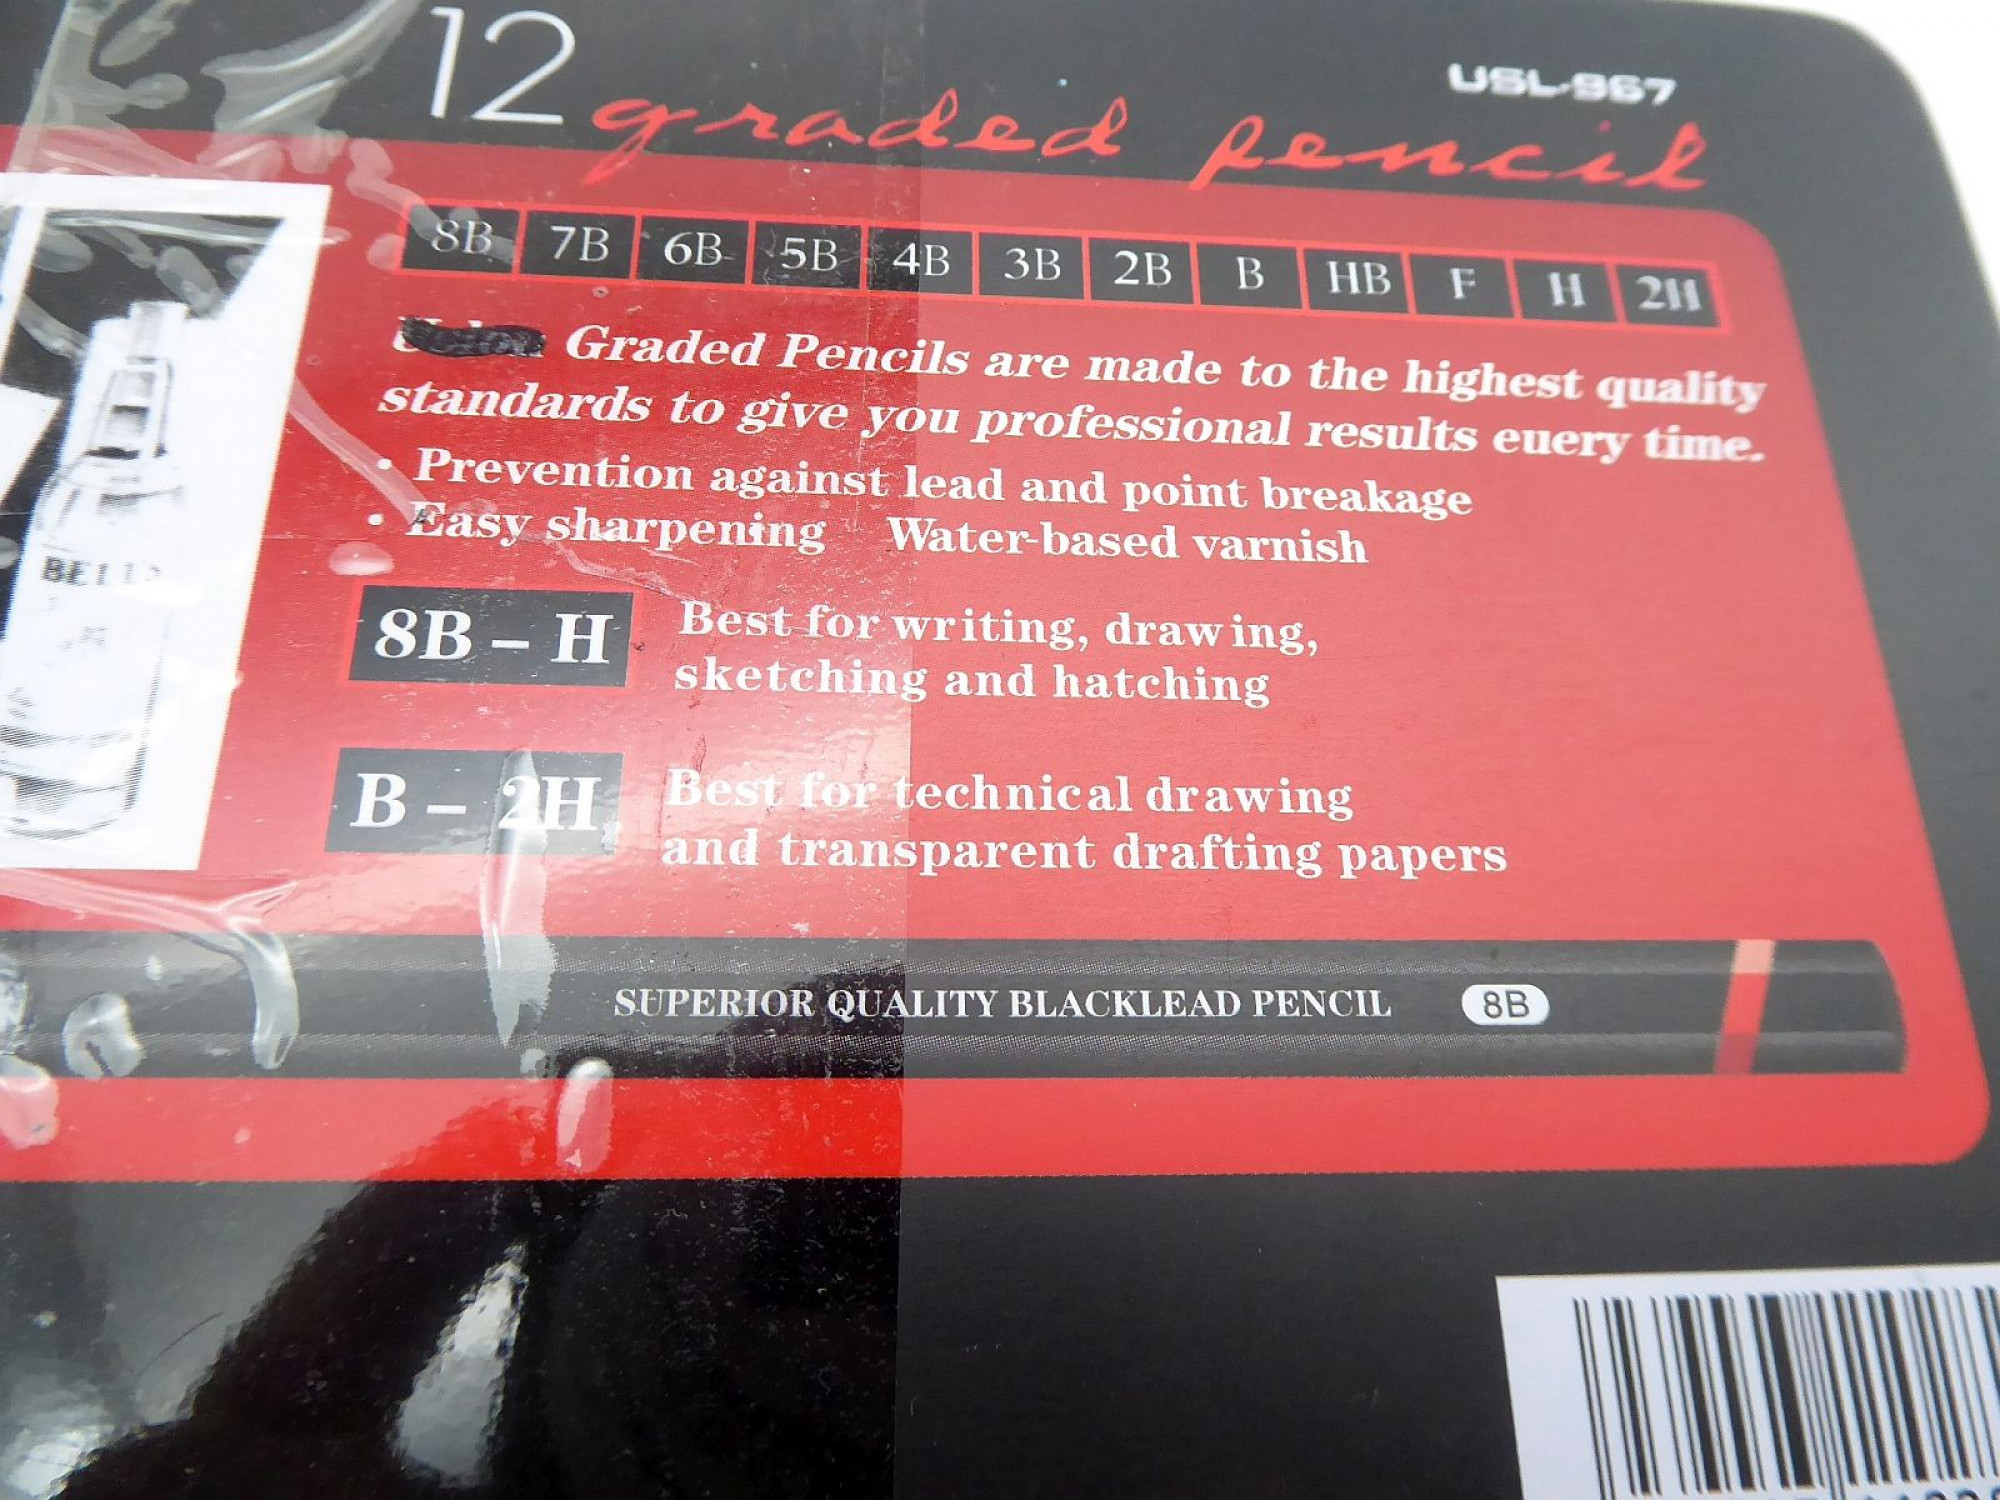 12 graded pencil
USL-967
8B 7B 6B 5B 4B 3B 2B B HB F H 2H
Graded Pencils are made to the highest quality
standards to give you professional results euery time.
• Prevention against lead and point breakage
• Easy sharpening Water-based varnish
8B – H
Best for writing, drawing,
sketching and hatching
B – 2H
Best for technical drawing
and transparent drafting papers
SUPERIOR QUALITY BLACKLEAD PENCIL 8B